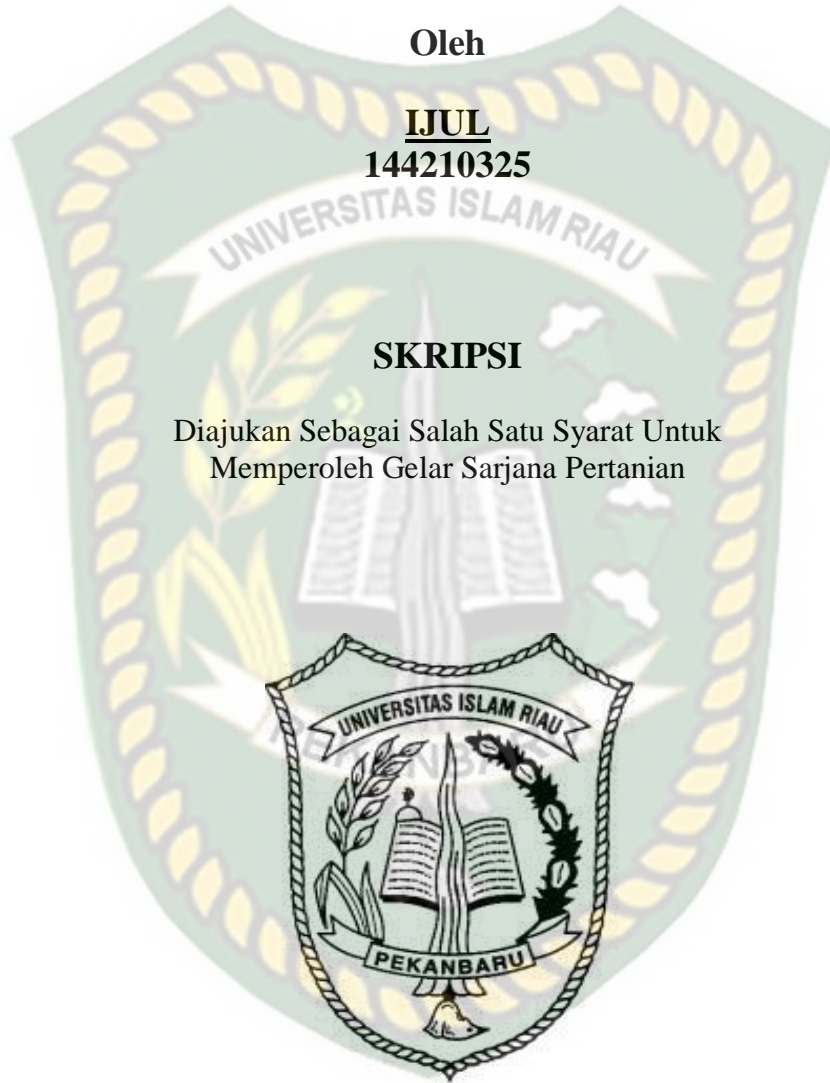 Oleh
IJUL
144210325
UNIVERSITAS ISLAM RIAU
SKRIPSI
Diajukan Sebagai Salah Satu Syarat Untuk
Memperoleh Gelar Sarjana Pertanian
UNIVERSITAS ISLAM RIAU
PEKANBARU
PEKANBARU